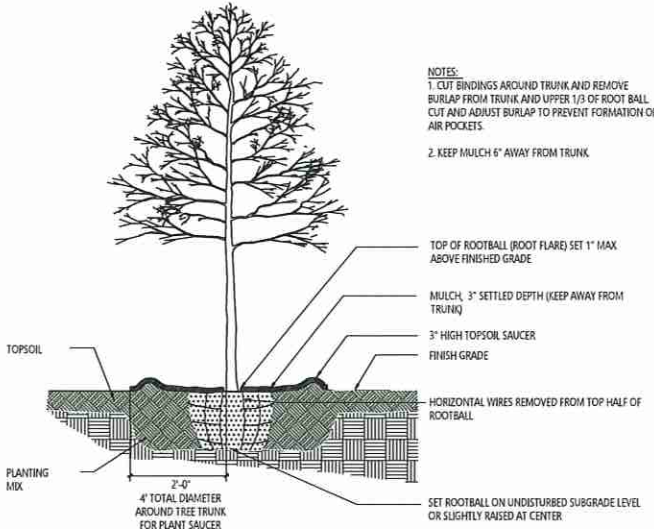 NOTES:
1. CUT BINDINGS AROUND TRUNK AND REMOVE
BURLAP FROM TRUNK AND UPPER 1/3 OF ROOT BALL
CUT AND ADJUST BURLAP TO PREVENT FORMATION OF
AIR POCKETS.
2. KEEP MULCH 6" AWAY FROM TRUNK
TOP OF ROOTBALL (ROOT FLARE) SET 1" MAX
ABOVE FINISHED GRADE
MULCH, 3" SETTLED DEPTH (KEEP AWAY FROM
TRUNK)
3" HIGH TOPSOIL SAUCER
TOPSOIL
FINISH GRADE
HORIZONTAL WIRES REMOVED FROM TOP HALF OF
ROOTBALL
PLANTING
MIX
2'-0"
4' TOTAL DIAMETER
AROUND TREE TRUNK
FOR PLANT SAUCER
SET ROOTBALL ON UNDISTURBED SUBGRADE LEVEL
OR SLIGHTLY RAISED AT CENTER